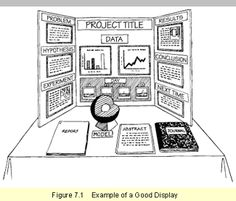 PROBLEM
PROJECT TITLE
RESULTS
DATA
HYPOTHESIS
CONCLUSION
EXPERIMENT
NEXT TIME
REPORT
MODEL
ABSTRACT
JOURNAL
Figure 7.1 Example of a Good Display